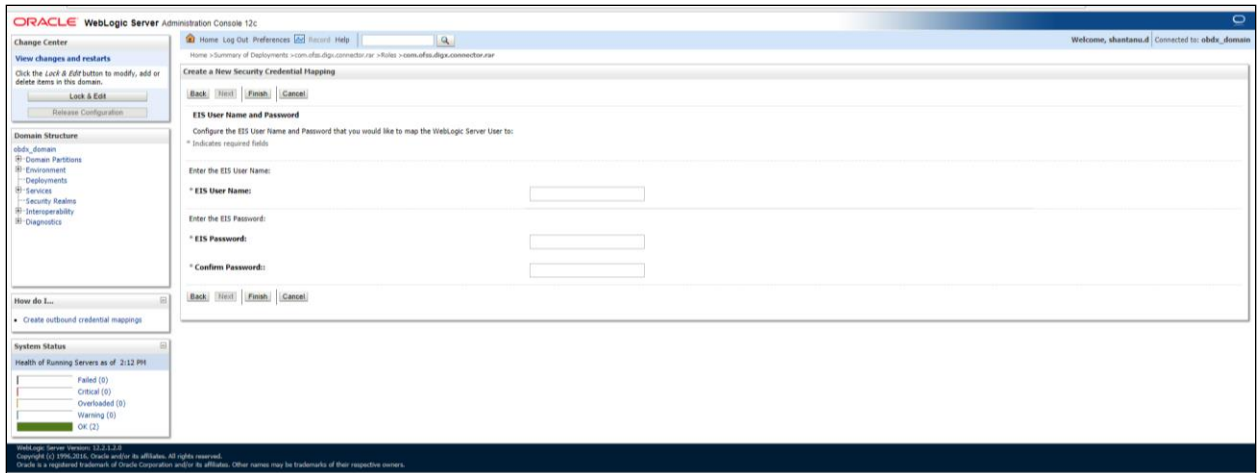 ORACLE WebLogic Server Administration Console 12c
Change Center
View changes and restarts
Click the Lock & Edit button to modify, add or
delete items in this domain.
Lock & Edit
Release Configuration
Domain Structure
obdx_domain
Domain Partitions
Environment
Deployments
Services
Security Realms
Interoperability
Diagnostics
How do I...
Create outbound credential mappings
System Status
Health of Running Servers as of 2:12 PM
Failed (0)
Critical (0)
Overloaded (0)
Warning (0)
OK (2)
Home Log Out Preferences Record Help
Welcome, shantanu.d Connected to: obdx_domain
Home >Summary of Deployments >com.ofss.digx.connector.rar >Roles >com.ofss.digx.connector.rar
Create a New Security Credential Mapping
Back Next Finish Cancel
EIS User Name and Password
Configure the EIS User Name and Password that you would like to map the WebLogic Server User to:
* Indicates required fields
Enter the EIS User Name:
* EIS User Name:
Enter the EIS Password:
* EIS Password:
* Confirm Password::
Back Next Finish Cancel
WebLogic Server Version: 12.2.1.2.0
Copyright (c) 1996,2016, Oracle and/or its affiliates. All rights reserved.
Oracle is a registered trademark of Oracle Corporation and/or its affiliates. Other names may be trademarks of their respective owners.